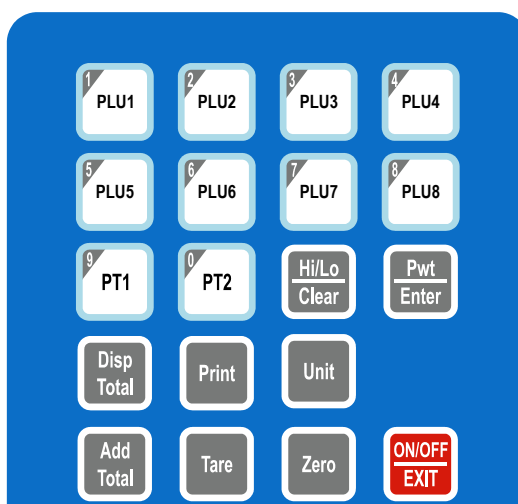 1 2 3 4
PLU1 PLU2 PLU3 PLU4
5 6 7 8
PLU5 PLU6 PLU7 PLU8
9 0
PT1 PT2
Hi/Lo Pwt
Clear Enter
Disp
Total
Print Unit
Add
Total
Tare Zero
ON/OFF
EXIT